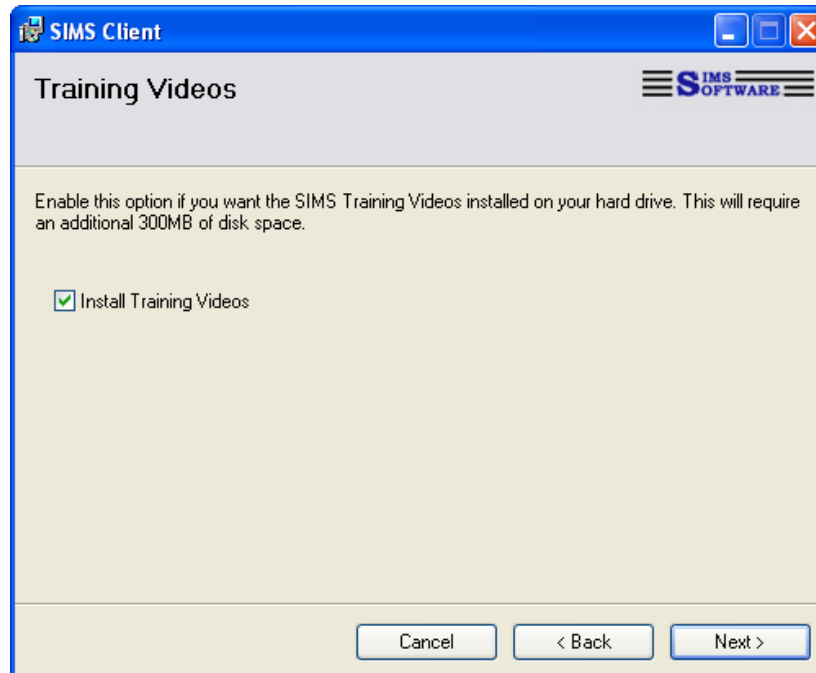 SIMS Client
Training Videos
SIMS
SOFTWARE
Enable this option if you want the SIMS Training Videos installed on your hard drive. This will require
an additional 300MB of disk space.
Install Training Videos
Cancel
< Back
Next >